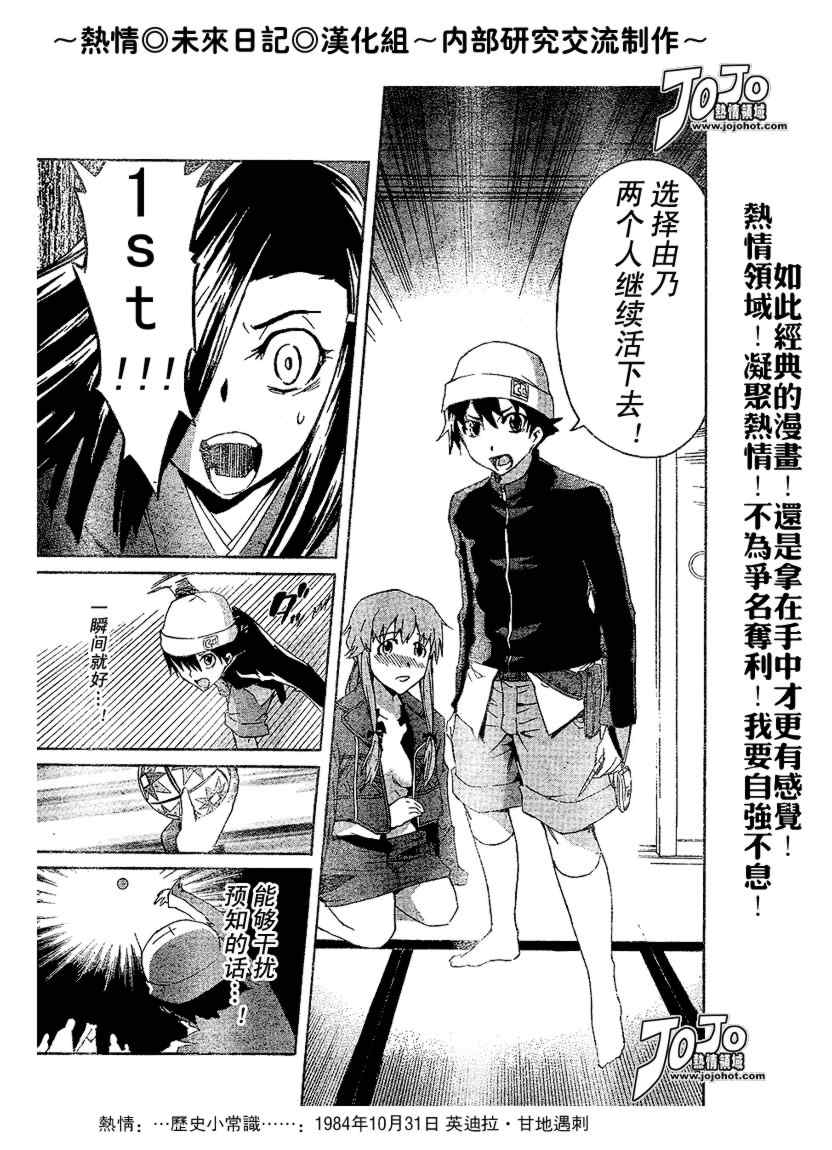 ～熱情◎未來日記◎漢化組～內部研究交流制作～
JOJO
熱情領域
www.jojohot.com
选择由乃
两个人继续活下去！
1st!!!
一瞬间就好…！
ダッ
能够干扰
预知的话…！
如此經典的漫畫！還是拿在手中才更有感覺！
熱情領域！凝聚熱情！不為爭名奪利！我要自強不息！
JOJO
熱情領域
www.jojohot.com
熱情：…歷史小常識……：1984年10月31日 英迪拉·甘地遇刺